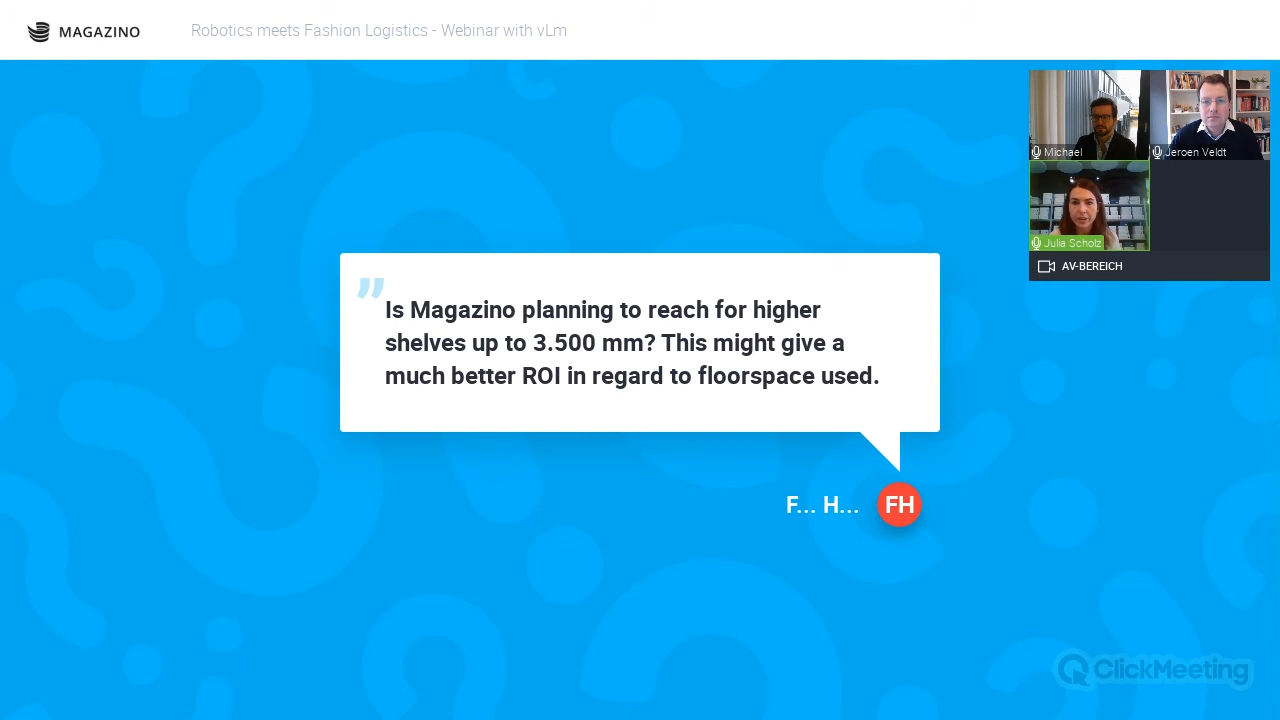 MAGAZINO
Robotics meets Fashion Logistics - Webinar with vLm
Michael
Jeroen Veldt
Julia Scholz
AV-BEREICH
”
Is Magazino planning to reach for higher
shelves up to 3.500 mm? This might give a
much better ROI in regard to floorspace used.
F... H...
FH
ClickMeeting